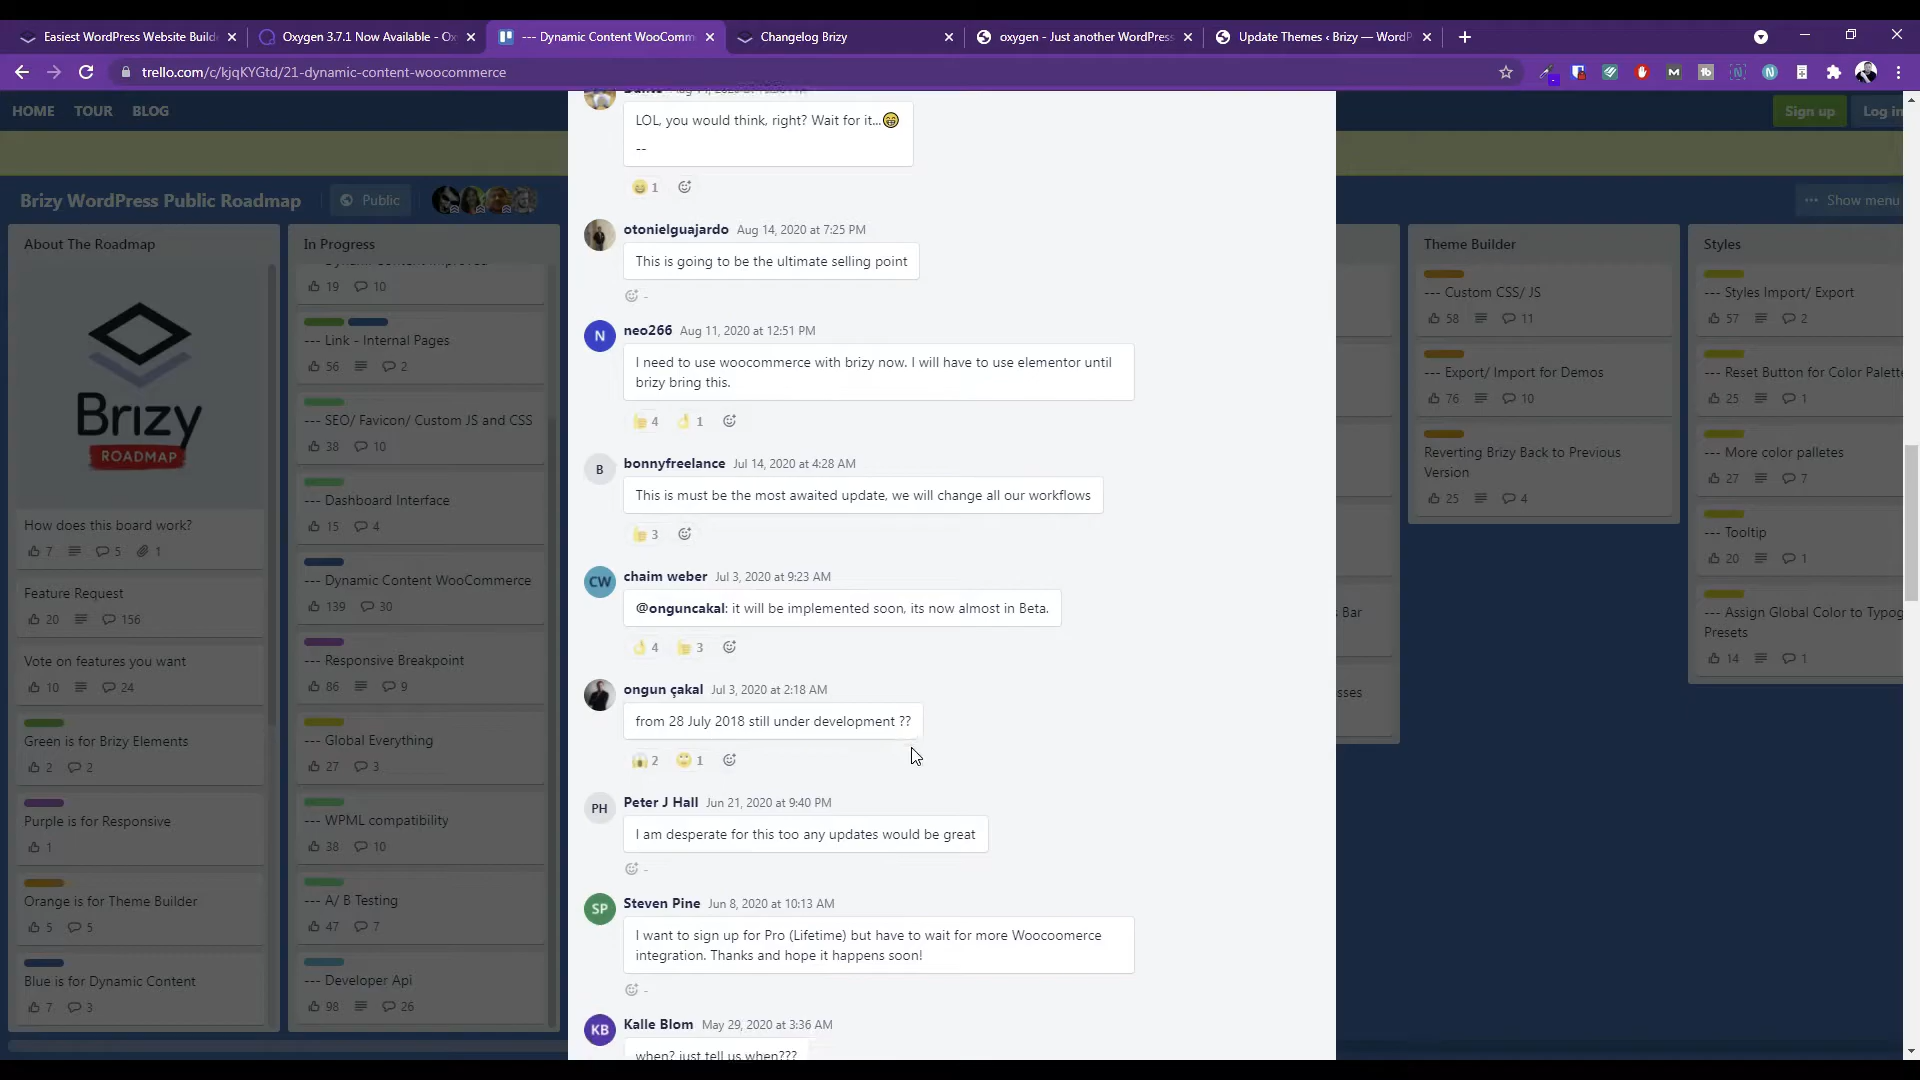 Easiest WordPress Website Build
Oxygen 3.7.1 Now Available - Ox
--- Dynamic Content WooComm
Changelog Brizy
oxygen - Just another WordPress
Update Themes ‹ Brizy — WordP
trello.com/c/kjqKYGtd/21-dynamic-content-woocommerce
HOME TOUR BLOG
Sign up
Log in
Brizy WordPress Public Roadmap
Public
Show menu
About The Roadmap
Brizy
ROADMAP
How does this board work?
7 5 1
Feature Request
20 156
Vote on features you want
10 24
Green is for Brizy Elements
2 2
Purple is for Responsive
1
Orange is for Theme Builder
5 5
Blue is for Dynamic Content
7 3
In Progress
19 10
--- Link - Internal Pages
56 2
--- SEO/ Favicon/ Custom JS and CSS
38 10
--- Dashboard Interface
15 4
--- Dynamic Content WooCommerce
139 30
--- Responsive Breakpoint
86 9
--- Global Everything
27 3
--- WPML compatibility
38 10
--- A/ B Testing
47 7
--- Developer Api
98 26
LOL, you would think, right? Wait for it...😁
--
1
otonielguajardo Aug 14, 2020 at 7:25 PM
This is going to be the ultimate selling point
-
N
neo266 Aug 11, 2020 at 12:51 PM
I need to use woocommerce with brizy now. I will have to use elementor until
brizy bring this.
4 1
B
bonnyfreelance Jul 14, 2020 at 4:28 AM
This is must be the most awaited update, we will change all our workflows
3
CW
chaim weber Jul 3, 2020 at 9:23 AM
@onguncakal: it will be implemented soon, its now almost in Beta.
4 3
ongun çakal Jul 3, 2020 at 2:18 AM
from 28 July 2018 still under development ??
2 1
PH
Peter J Hall Jun 21, 2020 at 9:40 PM
I am desperate for this too any updates would be great
-
SP
Steven Pine Jun 8, 2020 at 10:13 AM
I want to sign up for Pro (Lifetime) but have to wait for more Wocoomerce
integration. Thanks and hope it happens soon!
-
KB
Kalle Blom May 29, 2020 at 3:36 AM
when? just tell us when???
Bar
sses
Theme Builder
--- Custom CSS/ JS
58 11
--- Export/ Import for Demos
76 10
Reverting Brizy Back to Previous
Version
25 4
Styles
--- Styles Import/ Export
57 2
--- Reset Button for Color Palette
25 1
--- More color palletes
27 7
--- Tooltip
20 1
--- Assign Global Color to Typog
Presets
14 1